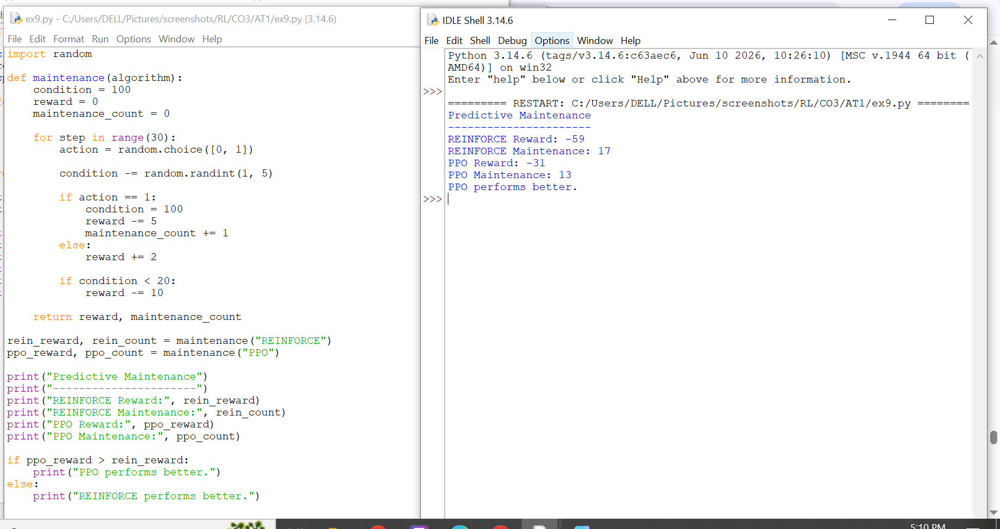 ex9.py - C:/Users/DELL/Pictures/screenshots/RL/CO3/AT1/ex9.py (3.14.6)
File Edit Format Run Options Window Help
import random

def maintenance(algorithm):
    condition = 100
    reward = 0
    maintenance_count = 0

    for step in range(30):
        action = random.choice([0, 1])

        condition -= random.randint(1, 5)

        if action == 1:
            condition = 100
            reward -= 5
            maintenance_count += 1
        else:
            reward += 2

        if condition < 20:
            reward -= 10

    return reward, maintenance_count

rein_reward, rein_count = maintenance("REINFORCE")
ppo_reward, ppo_count = maintenance("PPO")

print("Predictive Maintenance")
print("----------------------")
print("REINFORCE Reward:", rein_reward)
print("REINFORCE Maintenance:", rein_count)
print("PPO Reward:", ppo_reward)
print("PPO Maintenance:", ppo_count)

if ppo_reward > rein_reward:
    print("PPO performs better.")
else:
    print("REINFORCE performs better.")
IDLE Shell 3.14.6
File Edit Shell Debug Options Window Help
Python 3.14.6 (tags/v3.14.6:c63aec6, Jun 10 2026, 10:26:10) [MSC v.1944 64 bit (
AMD64)] on win32
Enter "help" below or click "Help" above for more information.
>>>
========= RESTART: C:/Users/DELL/Pictures/screenshots/RL/CO3/AT1/ex9.py ========
Predictive Maintenance
----------------------
REINFORCE Reward: -59
REINFORCE Maintenance: 17
PPO Reward: -31
PPO Maintenance: 13
PPO performs better.
>>>
5:10 PM